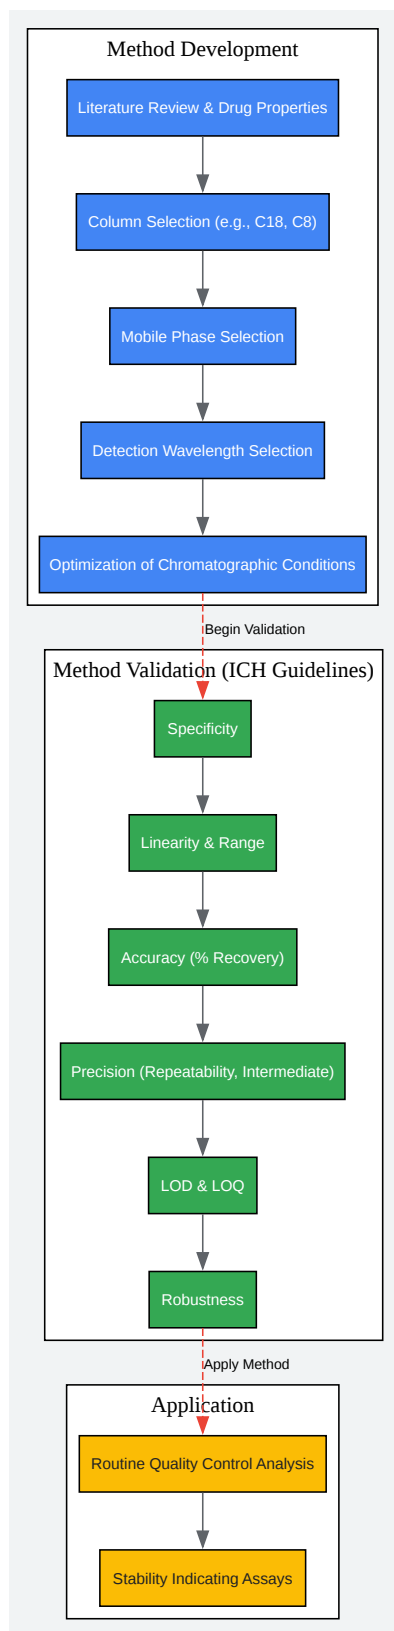 Method Development
Literature Review & Drug Properties
Column Selection (e.g., C18, C8)
Mobile Phase Selection
Detection Wavelength Selection
Optimization of Chromatographic Conditions
Begin Validation
Method Validation (ICH Guidelines)
Specificity
Linearity & Range
Accuracy (% Recovery)
Precision (Repeatability, Intermediate)
LOD & LOQ
Robustness
Apply Method
Application
Routine Quality Control Analysis
Stability Indicating Assays